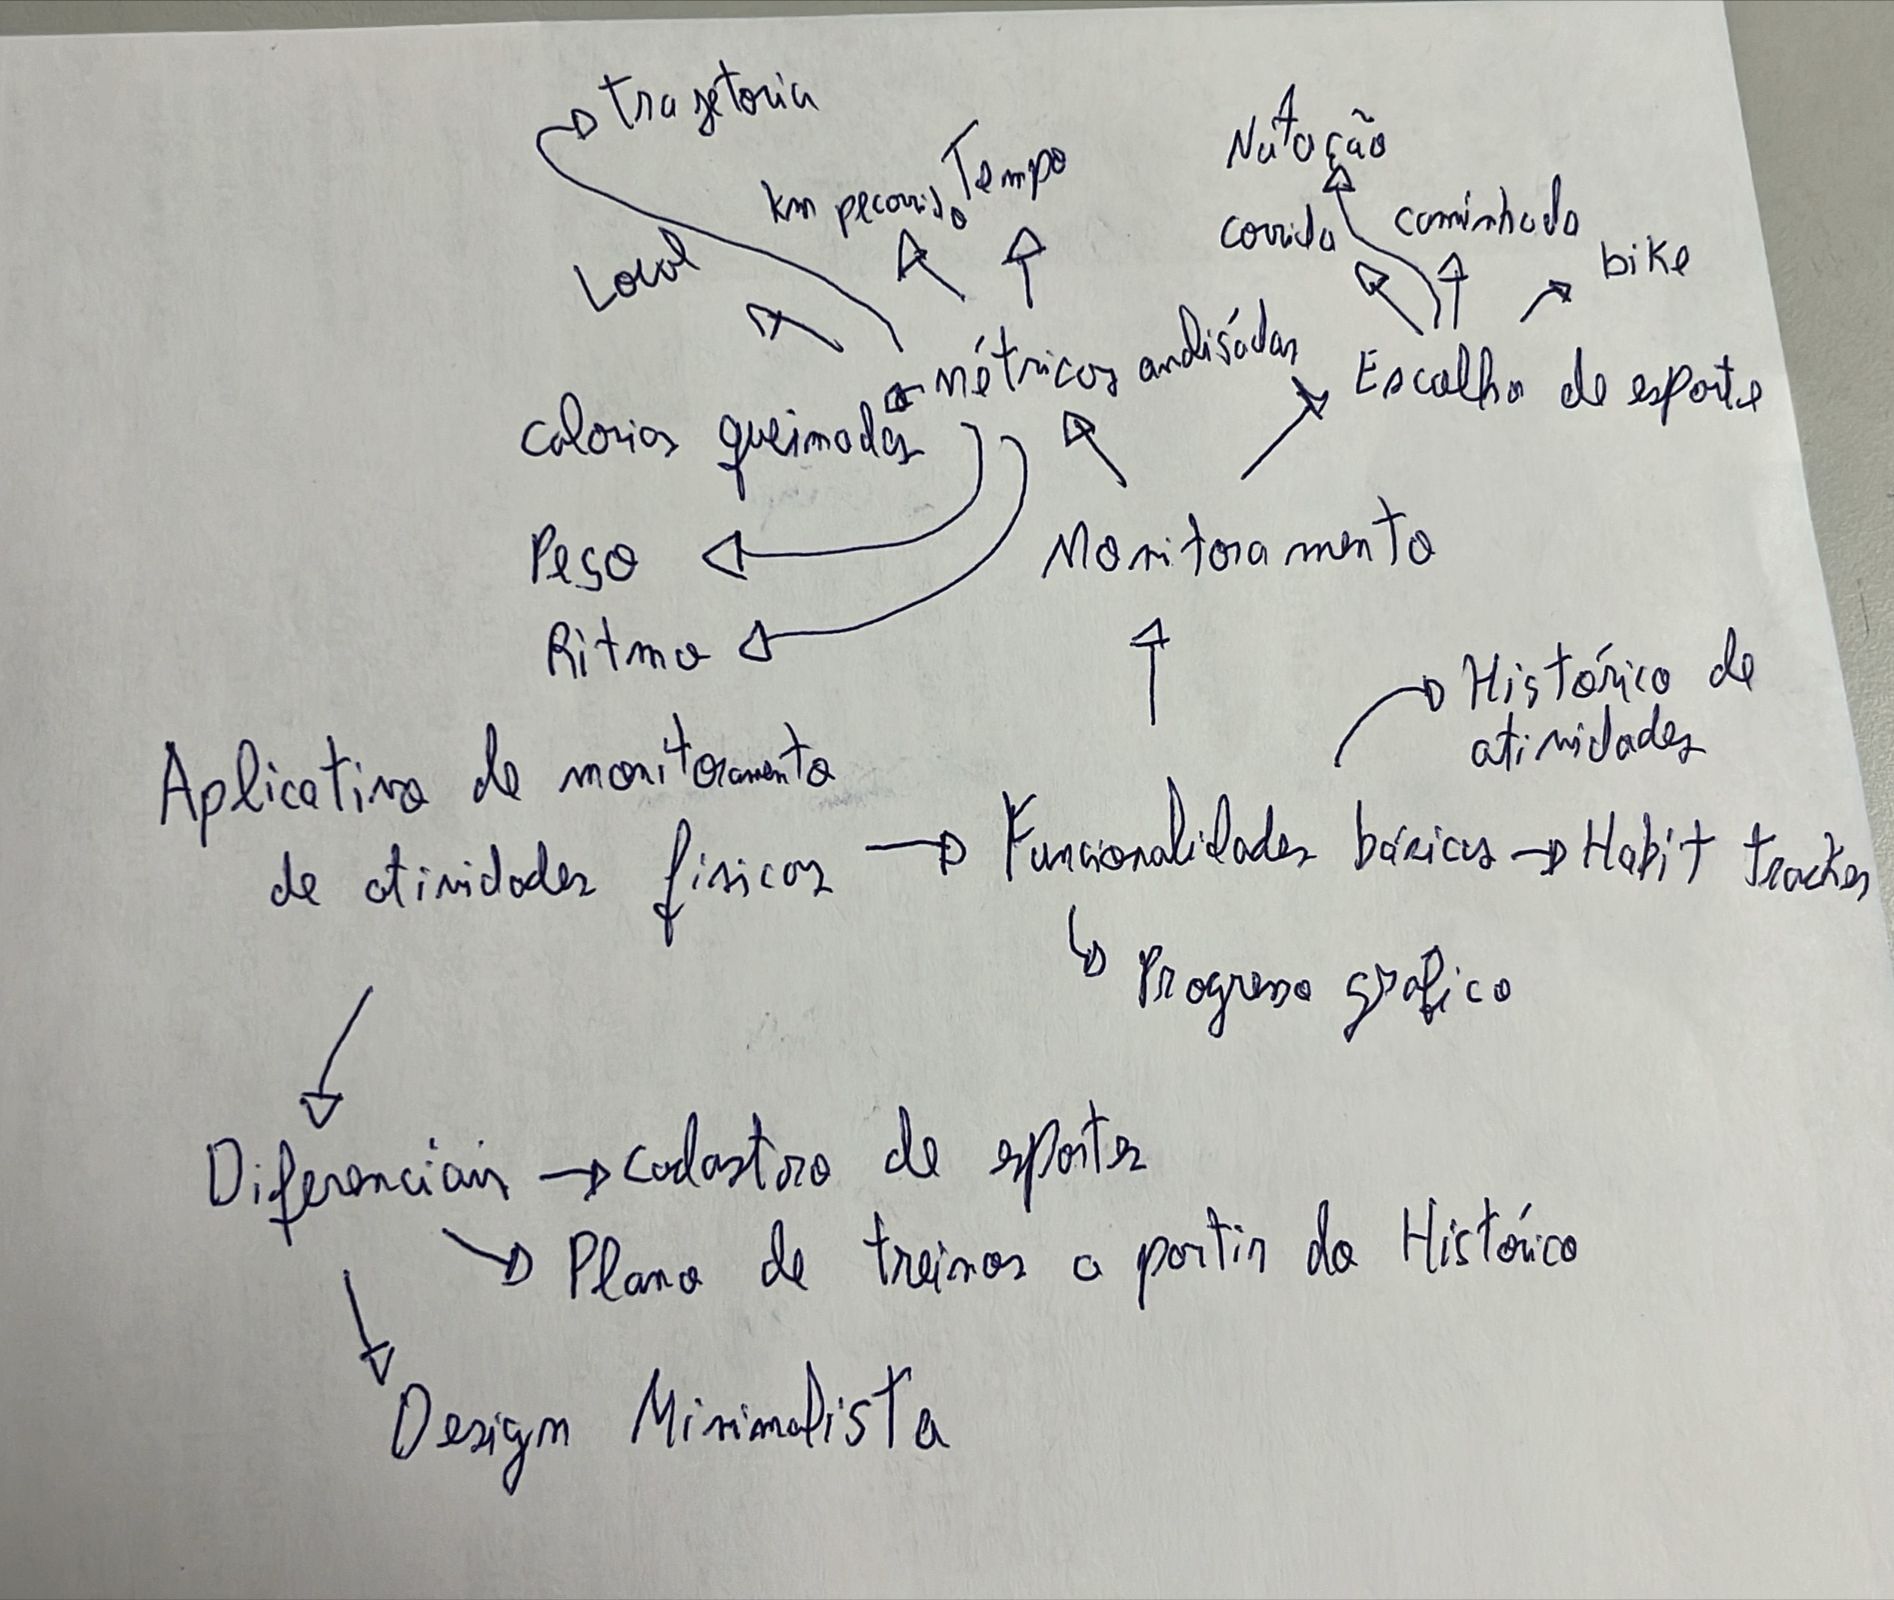 trajetoria
Natação
km pecorrido Tempo
corrida caminhada
bike
Local
métricas analisádas
Escolha de esporte
calorias queimadas
Peso
Monitoramento
Ritmo
Histórico de
atividades
Aplicativo de monitoramento
de atividades físicas
Funcionalidades básicas
Habit tracker
Progresso gráfico
Diferenciais
cadastro de esportes
Plano de treinos a partir do Histórico
Design Minimalista